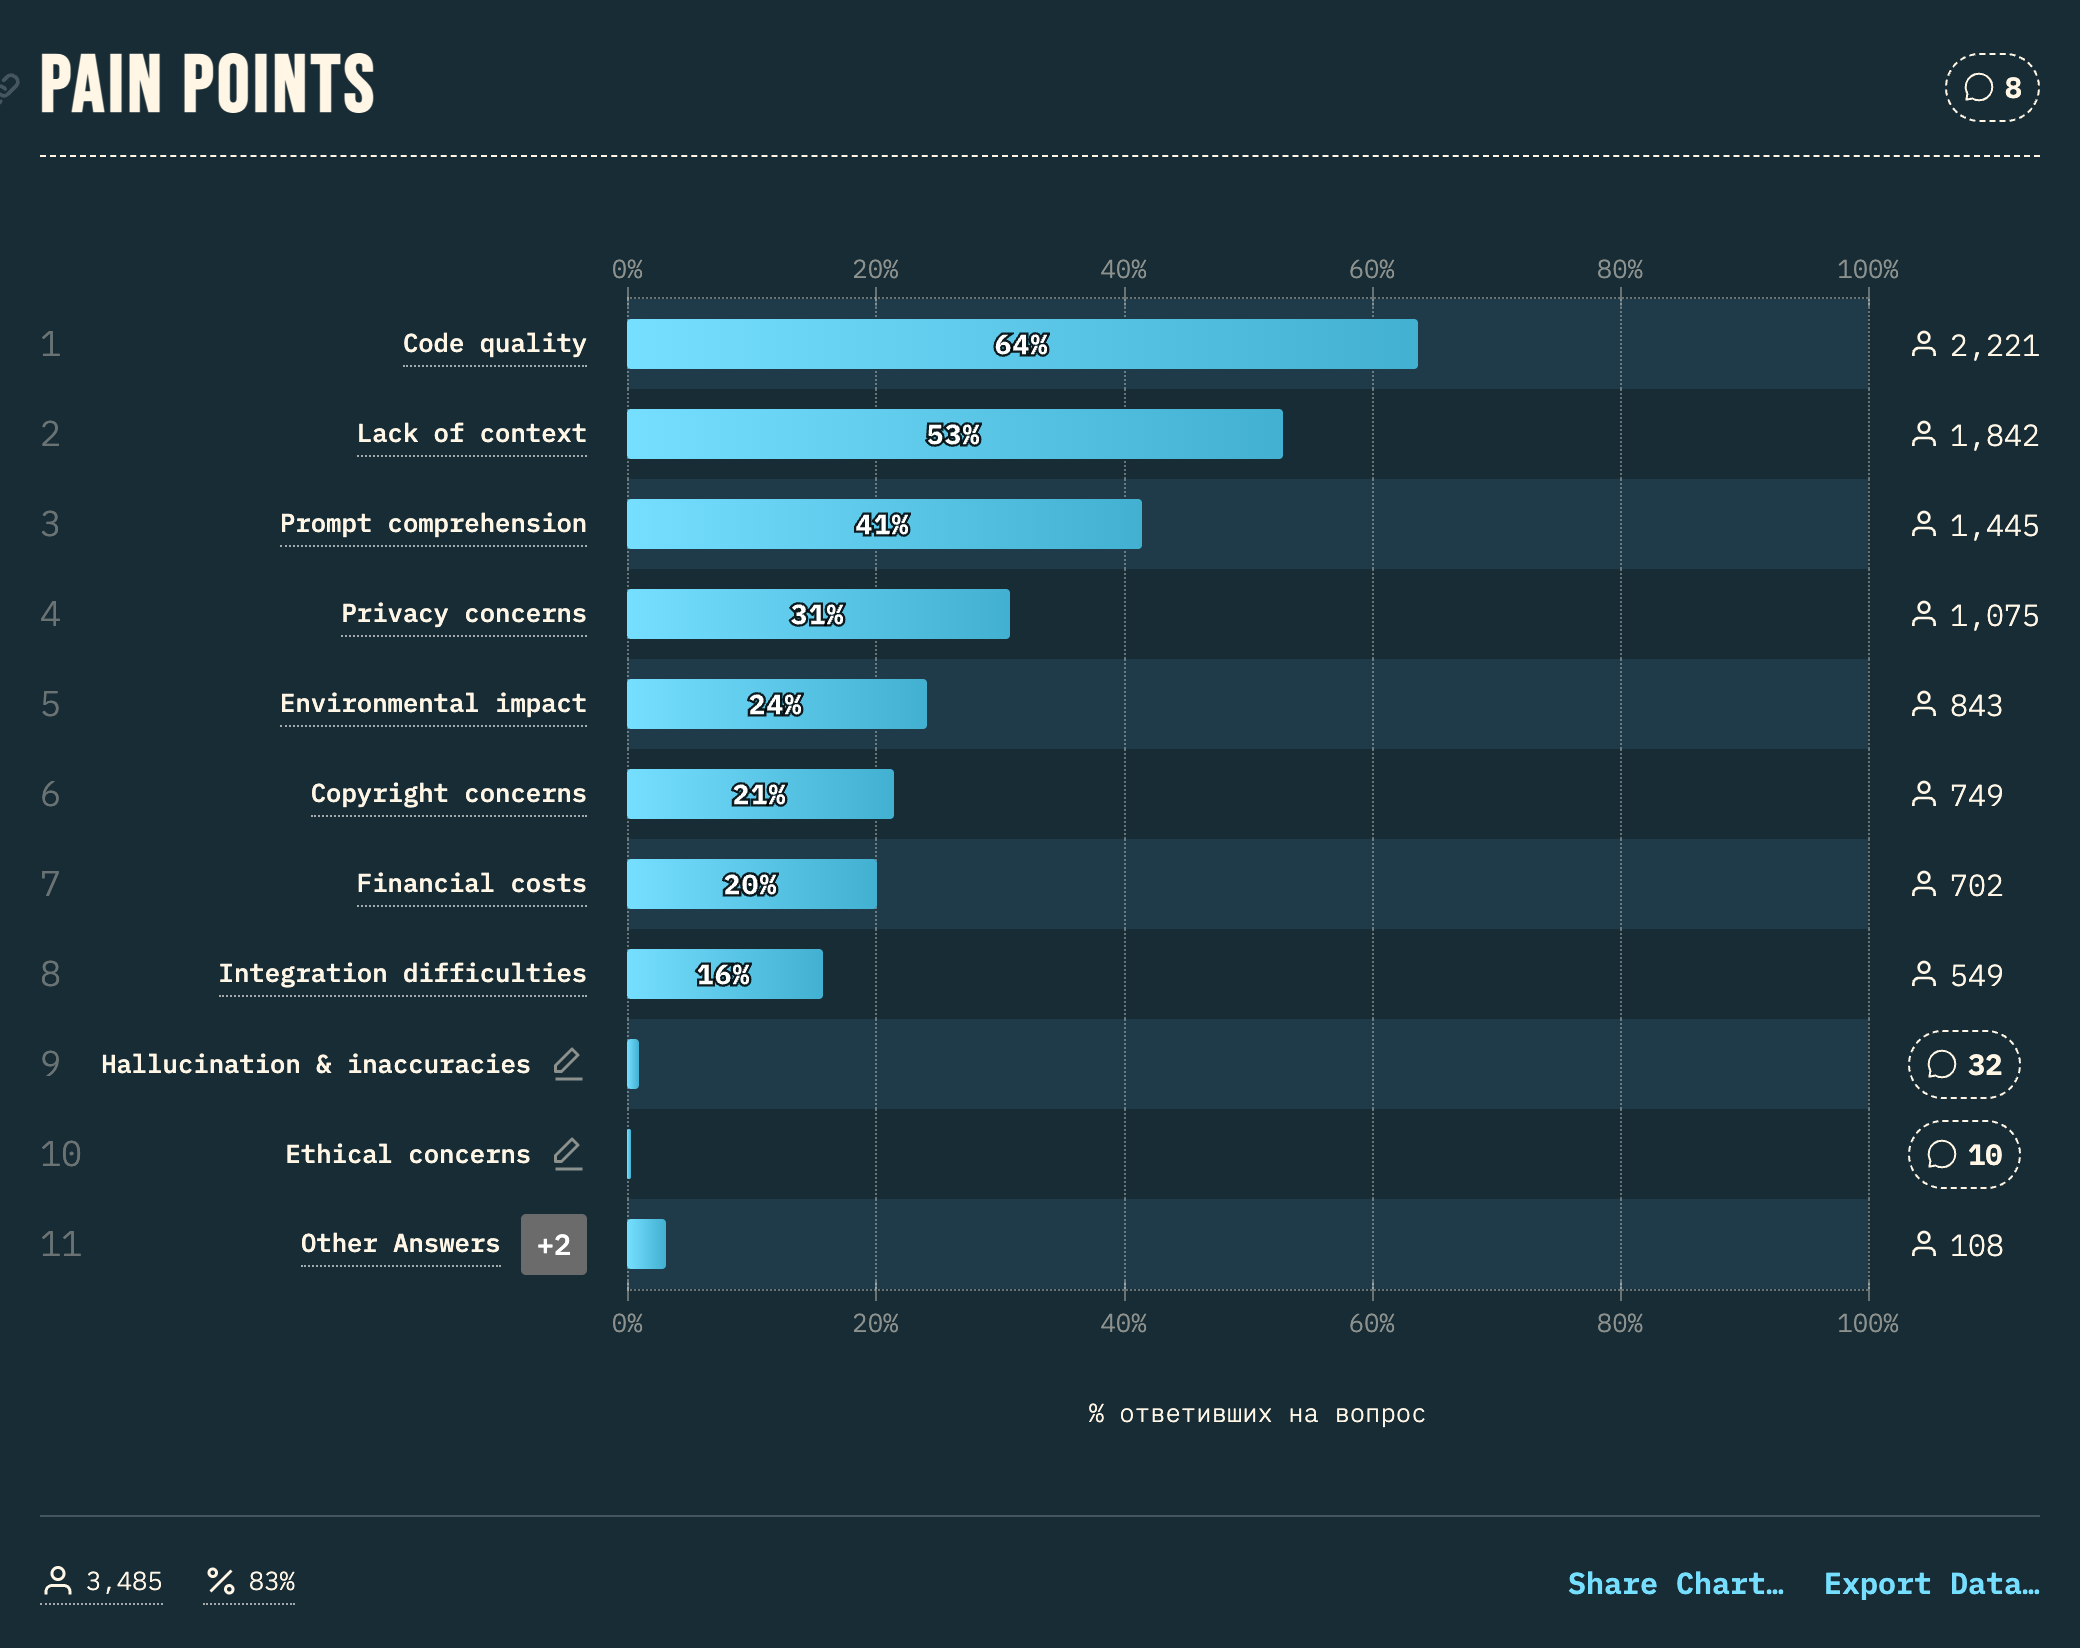 PAIN POINTS
8
0% 20% 40% 60% 80% 100%
1 Code quality 64% 2,221
2 Lack of context 53% 1,842
3 Prompt comprehension 41% 1,445
4 Privacy concerns 31% 1,075
5 Environmental impact 24% 843
6 Copyright concerns 21% 749
7 Financial costs 20% 702
8 Integration difficulties 16% 549
9 Hallucination & inaccuracies 32
10 Ethical concerns 10
11 Other Answers +2 108
0% 20% 40% 60% 80% 100%
% ответивших на вопрос
3,485 83% Share Chart… Export Data…